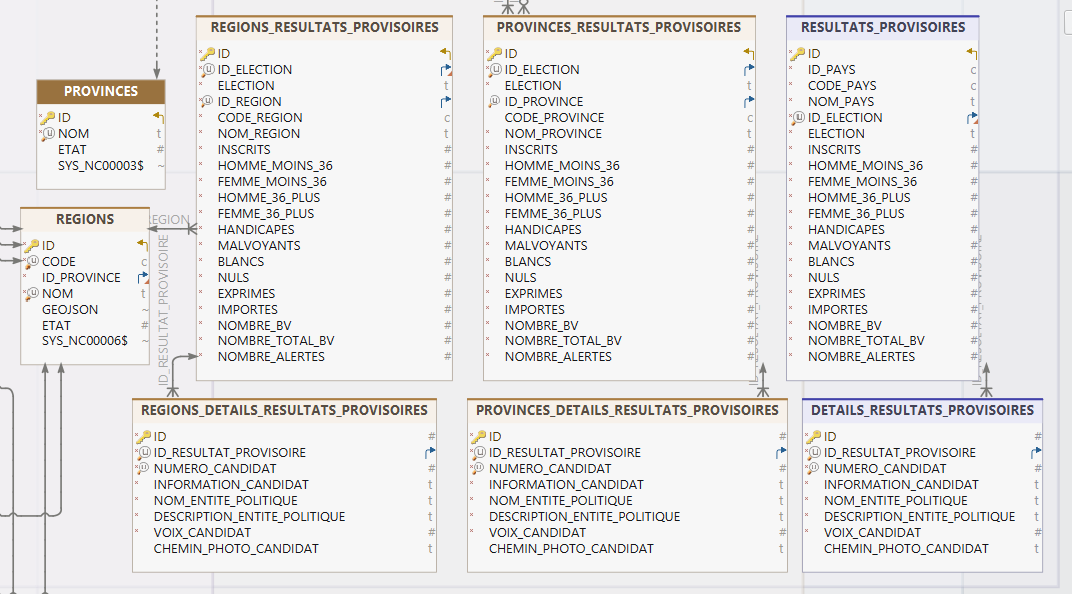 PROVINCES
ID
NOM
t
ETAT
#
SYS_NC00003$
~
REGIONS
ID
CODE
c
ID_PROVINCE
NOM
t
GEOJSON
~
ETAT
#
SYS_NC00006$
~
REGION
ID_RESULTAT_PROVISOIRE
REGIONS_RESULTATS_PROVISOIRES
ID
ID_ELECTION
ELECTION
t
ID_REGION
CODE_REGION
c
NOM_REGION
t
INSCRITS
#
HOMME_MOINS_36
#
FEMME_MOINS_36
#
HOMME_36_PLUS
#
FEMME_36_PLUS
#
HANDICAPES
#
MALVOYANTS
#
BLANCS
#
NULS
#
EXPRIMES
#
IMPORTES
#
NOMBRE_BV
#
NOMBRE_TOTAL_BV
#
NOMBRE_ALERTES
#
PROVINCES_RESULTATS_PROVISOIRES
ID
ID_ELECTION
ELECTION
t
ID_PROVINCE
CODE_PROVINCE
c
NOM_PROVINCE
t
INSCRITS
#
HOMME_MOINS_36
#
FEMME_MOINS_36
#
HOMME_36_PLUS
#
FEMME_36_PLUS
#
HANDICAPES
#
MALVOYANTS
#
BLANCS
#
NULS
#
EXPRIMES
#
IMPORTES
#
NOMBRE_BV
#
NOMBRE_TOTAL_BV
#
NOMBRE_ALERTES
#
RESULTATS_PROVISOIRES
ID
ID_PAYS
c
CODE_PAYS
c
NOM_PAYS
t
ID_ELECTION
ELECTION
t
INSCRITS
#
HOMME_MOINS_36
#
FEMME_MOINS_36
#
HOMME_36_PLUS
#
FEMME_36_PLUS
#
HANDICAPES
#
MALVOYANTS
#
BLANCS
#
NULS
#
EXPRIMES
#
IMPORTES
#
NOMBRE_BV
#
NOMBRE_TOTAL_BV
#
NOMBRE_ALERTES
#
REGIONS_DETAILS_RESULTATS_PROVISOIRES
ID
#
ID_RESULTAT_PROVISOIRE
NUMERO_CANDIDAT
#
INFORMATION_CANDIDAT
t
NOM_ENTITE_POLITIQUE
t
DESCRIPTION_ENTITE_POLITIQUE
t
VOIX_CANDIDAT
#
CHEMIN_PHOTO_CANDIDAT
t
PROVINCES_DETAILS_RESULTATS_PROVISOIRES
ID
#
ID_RESULTAT_PROVISOIRE
NUMERO_CANDIDAT
#
INFORMATION_CANDIDAT
t
NOM_ENTITE_POLITIQUE
t
DESCRIPTION_ENTITE_POLITIQUE
t
VOIX_CANDIDAT
#
CHEMIN_PHOTO_CANDIDAT
t
DETAILS_RESULTATS_PROVISOIRES
ID
#
ID_RESULTAT_PROVISOIRE
NUMERO_CANDIDAT
#
INFORMATION_CANDIDAT
t
NOM_ENTITE_POLITIQUE
t
DESCRIPTION_ENTITE_POLITIQUE
t
VOIX_CANDIDAT
#
CHEMIN_PHOTO_CANDIDAT
t